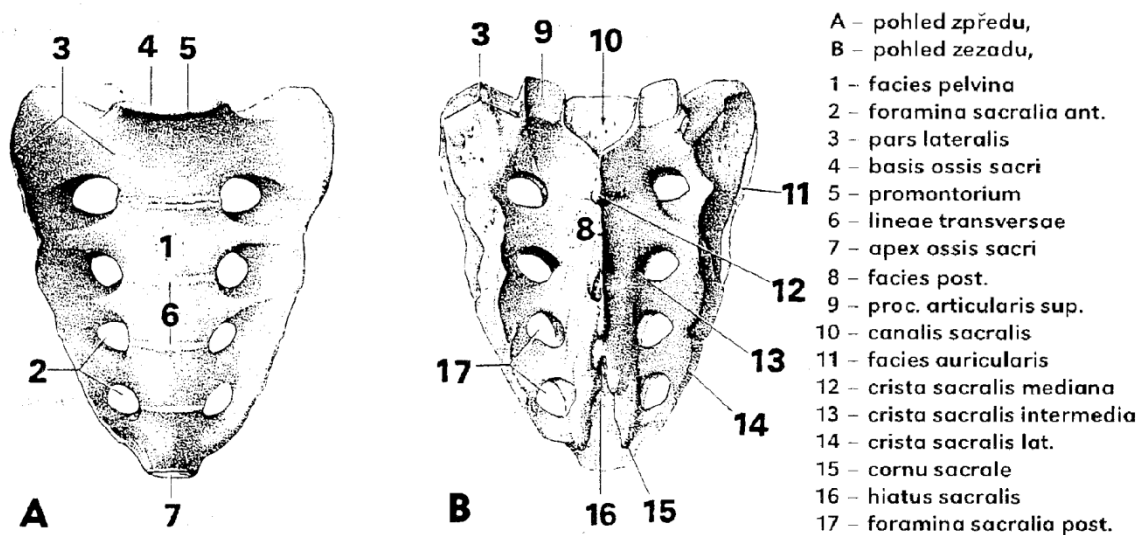 3 4 5
1
6
2
7
A
3 9 10
11
8
12
13
17
14
16 15
B
A – pohled zpředu,
B – pohled zezadu,
1 – facies pelvina
2 – foramina sacralia ant.
3 – pars lateralis
4 – basis ossis sacri
5 – promontorium
6 – lineae transversae
7 – apex ossis sacri
8 – facies post.
9 – proc. articularis sup.
10 – canalis sacralis
11 – facies auricularis
12 – crista sacralis mediana
13 – crista sacralis intermedia
14 – crista sacralis lat.
15 – cornu sacrale
16 – hiatus sacralis
17 – foramina sacralia post.